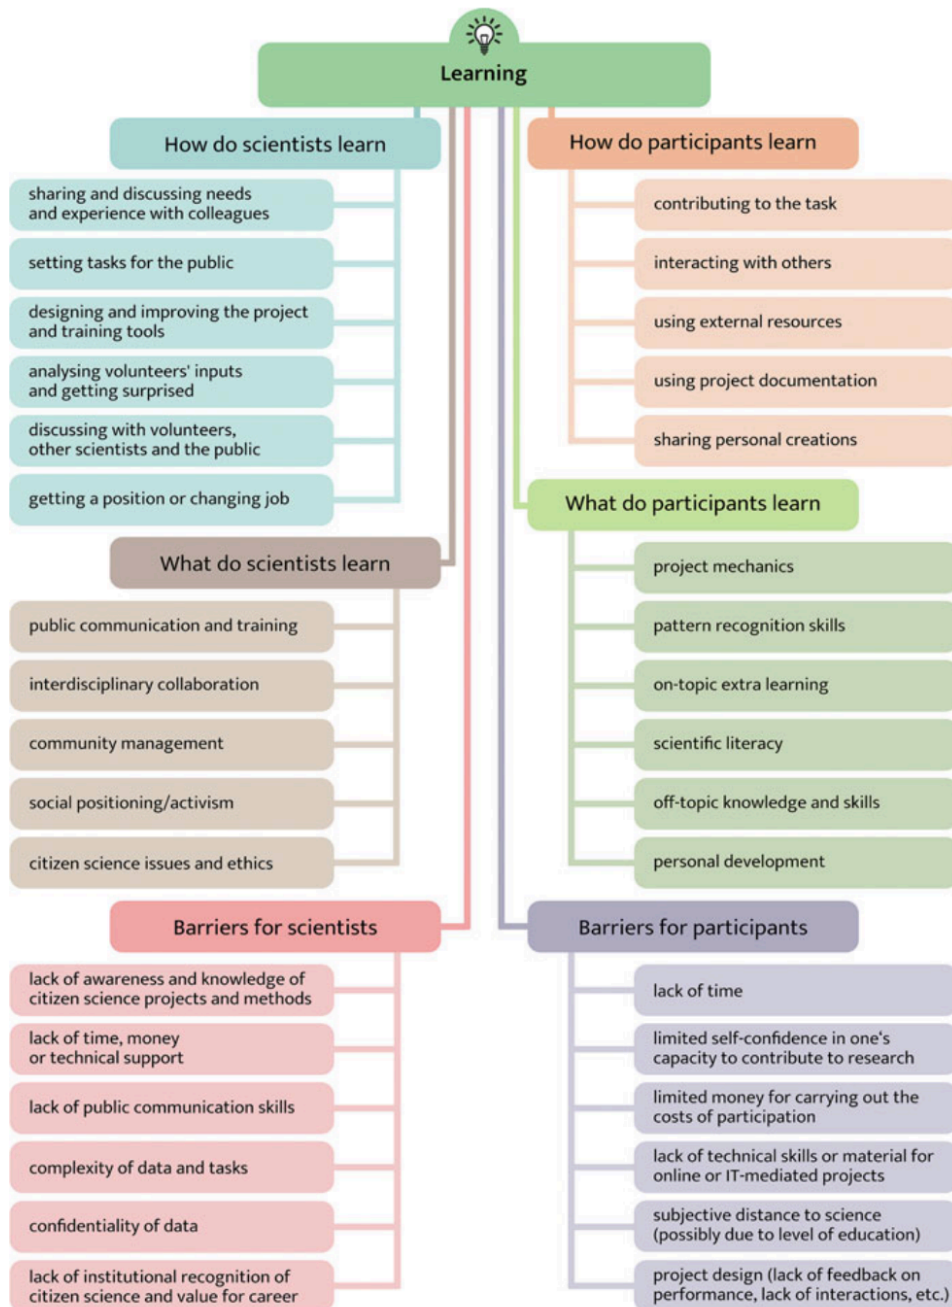 Learning
How do scientists learn
sharing and discussing needs
and experience with colleagues
setting tasks for the public
designing and improving the project
and training tools
analysing volunteers' inputs
and getting surprised
discussing with volunteers,
other scientists and the public
getting a position or changing job
What do scientists learn
public communication and training
interdisciplinary collaboration
community management
social positioning/activism
citizen science issues and ethics
Barriers for scientists
lack of awareness and knowledge of
citizen science projects and methods
lack of time, money
or technical support
lack of public communication skills
complexity of data and tasks
confidentiality of data
lack of institutional recognition of
citizen science and value for career
How do participants learn
contributing to the task
interacting with others
using external resources
using project documentation
sharing personal creations
What do participants learn
project mechanics
pattern recognition skills
on-topic extra learning
scientific literacy
off-topic knowledge and skills
personal development
Barriers for participants
lack of time
limited self-confidence in one‘s
capacity to contribute to research
limited money for carrying out the
costs of participation
lack of technical skills or material for
online or IT-mediated projects
subjective distance to science
(possibly due to level of education)
project design (lack of feedback on
performance, lack of interactions, etc.)